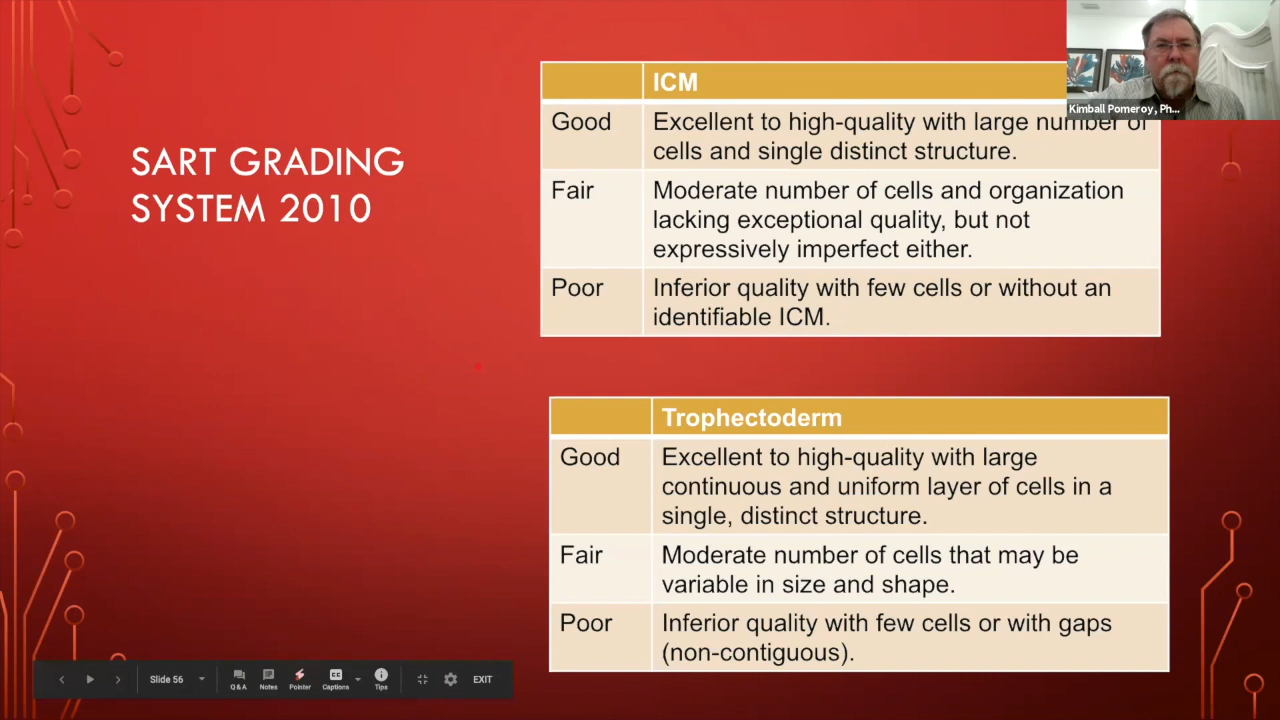 SART GRADING
SYSTEM 2010
ICM
Good
Excellent to high-quality with large number of
cells and single distinct structure.
Fair
Moderate number of cells and organization
lacking exceptional quality, but not
expressively imperfect either.
Poor
Inferior quality with few cells or without an
identifiable ICM.
Trophectoderm
Good
Excellent to high-quality with large
continuous and uniform layer of cells in a
single, distinct structure.
Fair
Moderate number of cells that may be
variable in size and shape.
Poor
Inferior quality with few cells or with gaps
(non-contiguous).
Kimball Pomeroy, Ph...
Slide 56
Q&A
Notes
Pointer
CC
Captions
Tips
EXIT